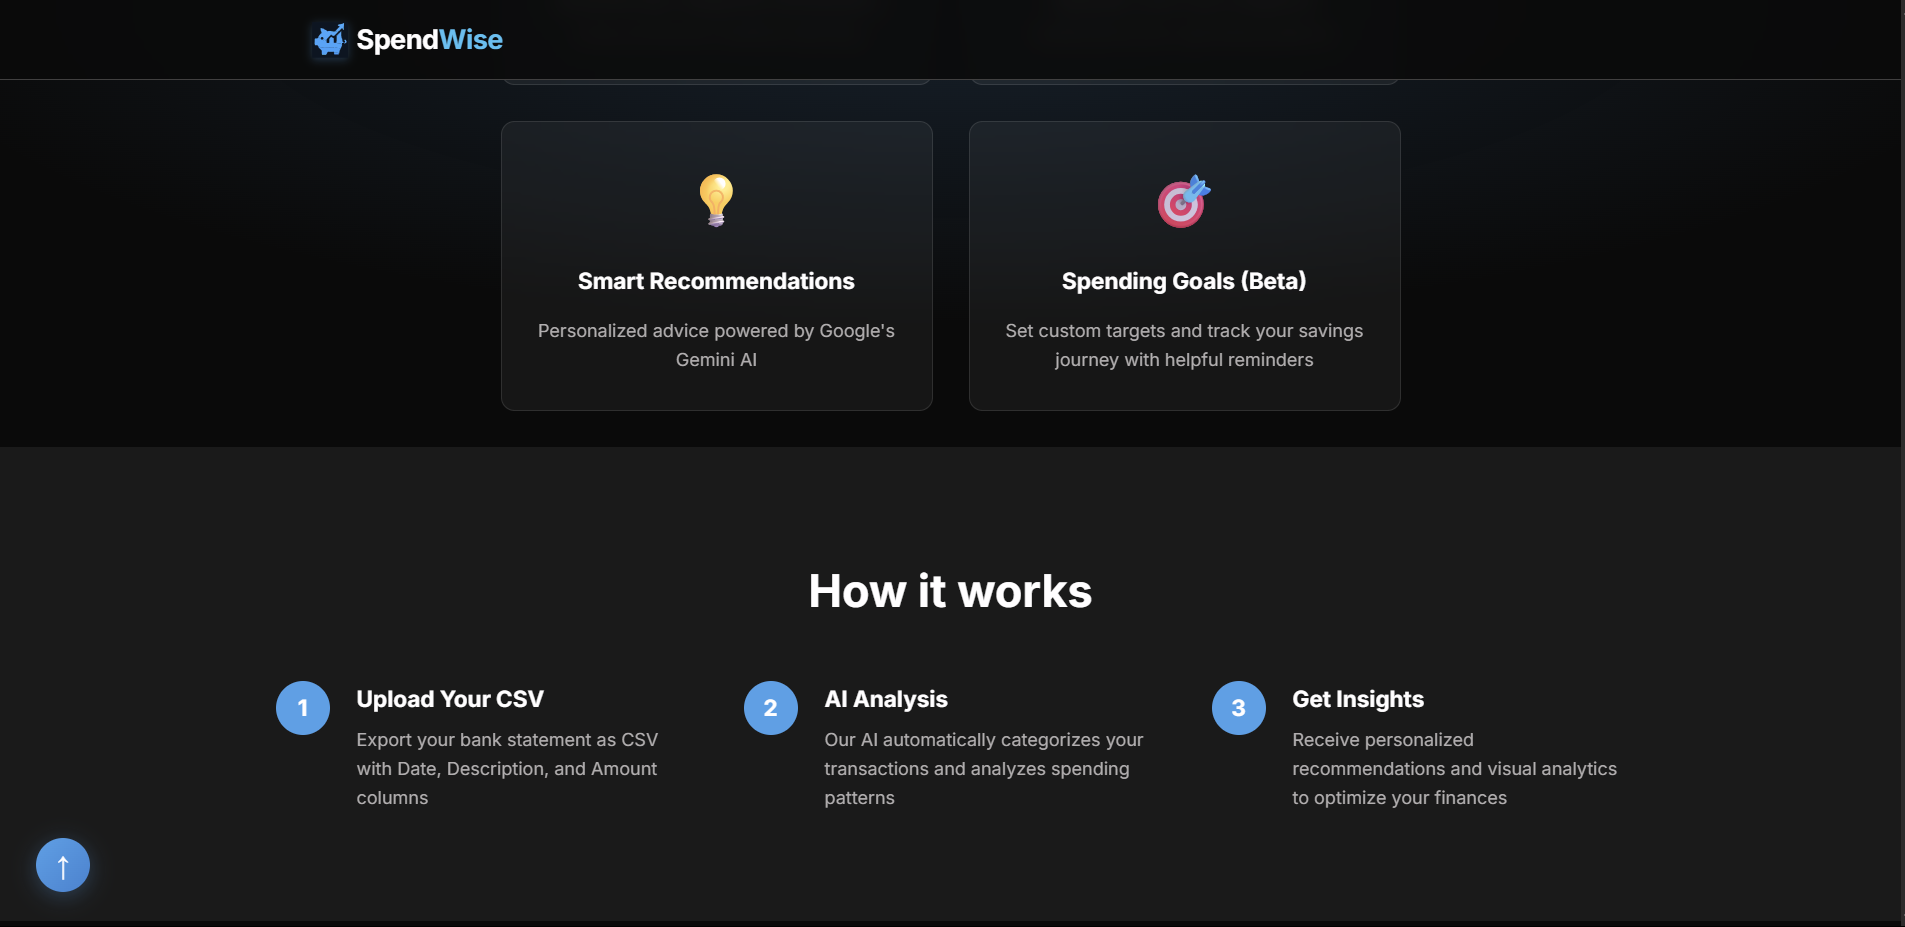 SpendWise
Smart Recommendations
Personalized advice powered by Google's
Gemini AI
Spending Goals (Beta)
Set custom targets and track your savings
journey with helpful reminders
How it works
1
Upload Your CSV
Export your bank statement as CSV
with Date, Description, and Amount
columns
2
AI Analysis
Our AI automatically categorizes your
transactions and analyzes spending
patterns
3
Get Insights
Receive personalized
recommendations and visual analytics
to optimize your finances
↑